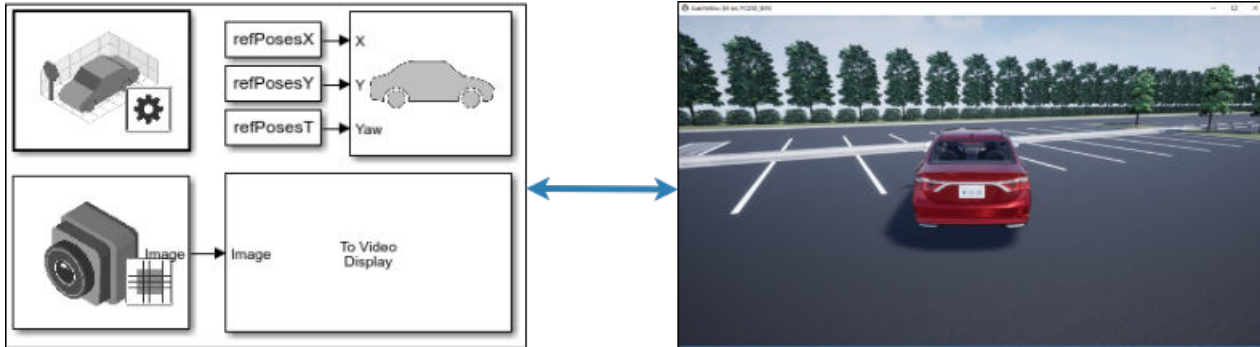 refPosesX
X
refPosesY
Y
refPosesT
Yaw
Image
Image
To Video
Display